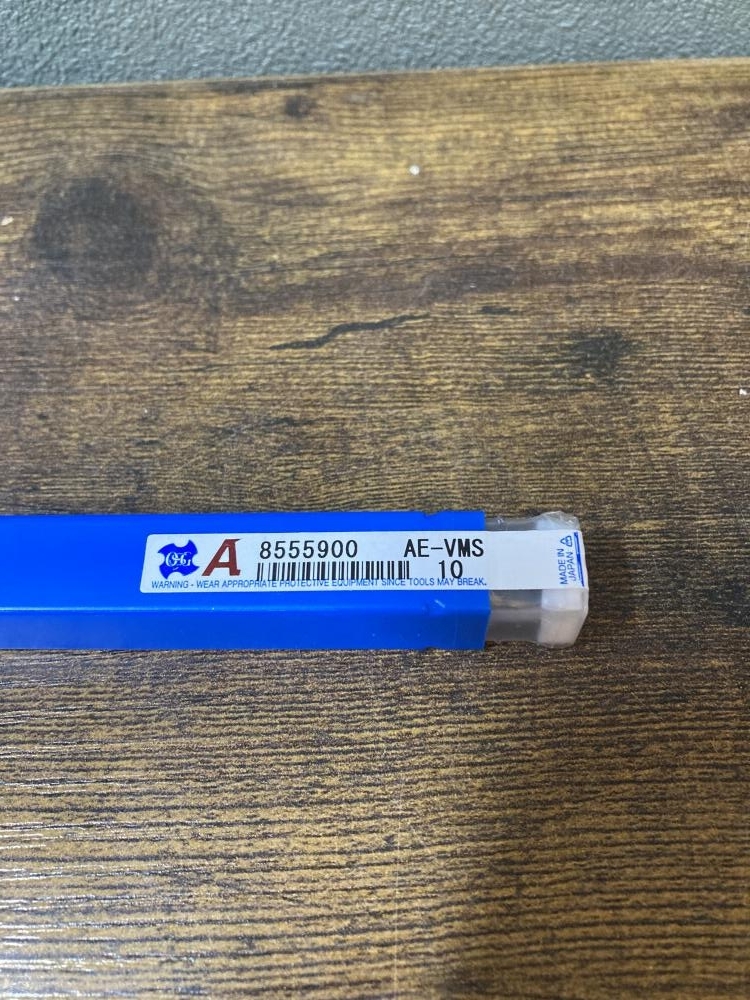 OSG A 8555900 AE-VMS
10
WARNING - WEAR APPROPRIATE PROTECTIVE EQUIPMENT SINCE TOOLS MAY BREAK.
MADE IN
JAPAN